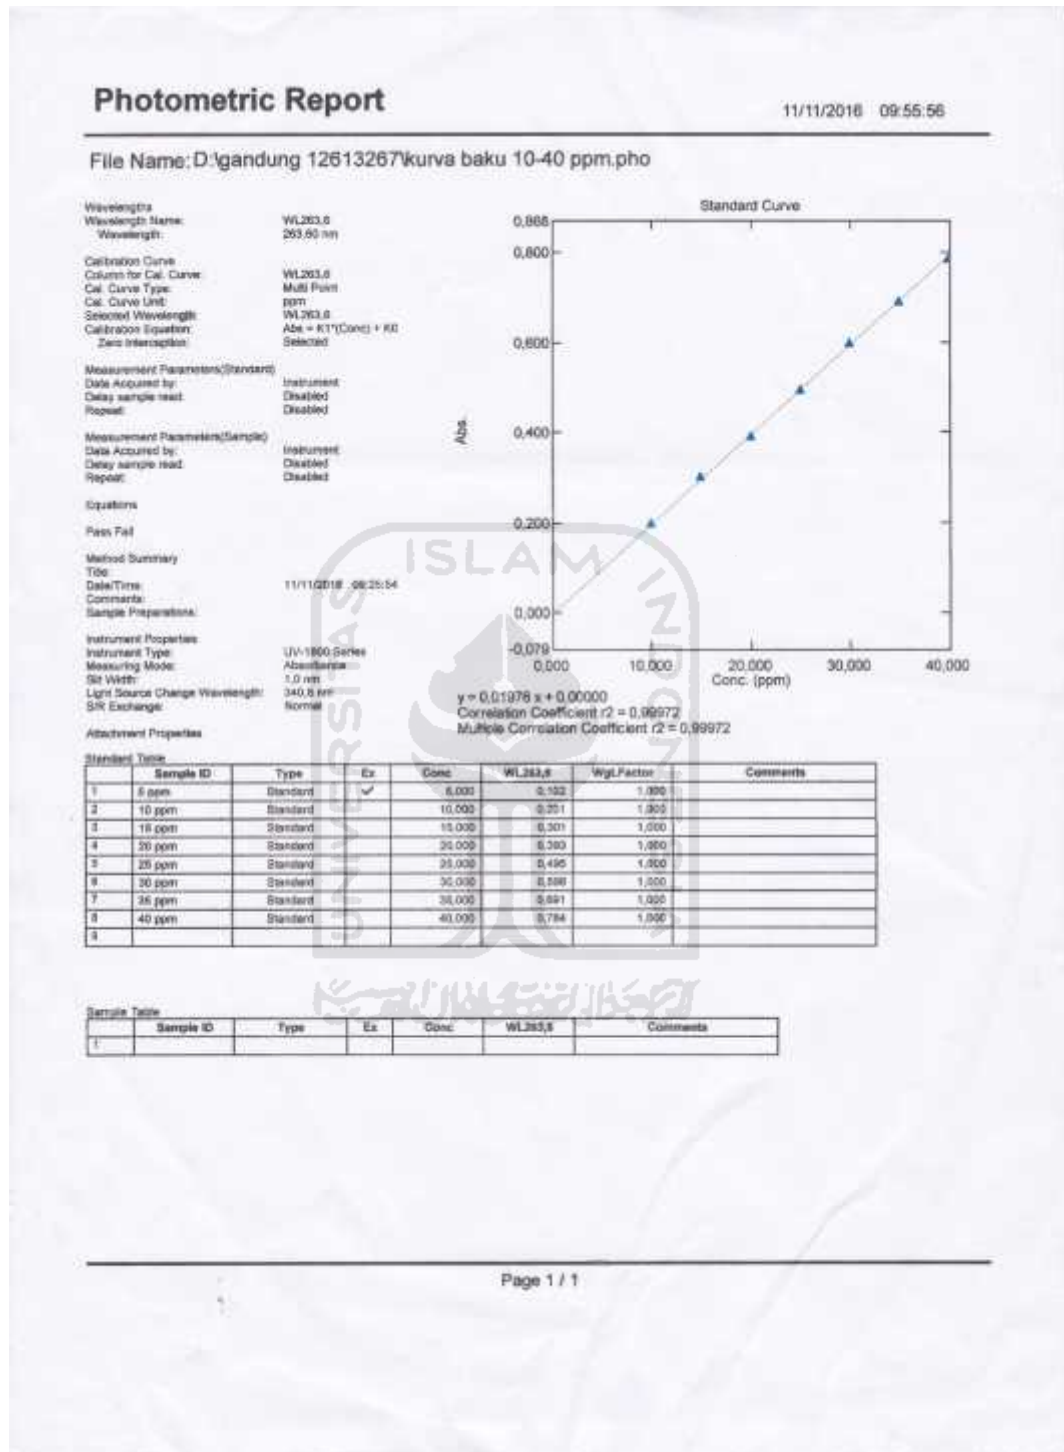 Photometric Report
11/11/2016 09:55:56
File Name: D:\gandung 12613267\kurva baku 10-40 ppm.pho
Wavelengths
Wavelength Name: WL263,6
Wavelength: 263,60 nm
Calibration Curve
Column for Cal. Curve: WL263,6
Cal. Curve Type: Multi Point
Cal. Curve Unit: ppm
Selected Wavelength: WL263,6
Calibration Equation: Abs = K1*(Conc) + K0
Zero Interception: Selected
Measurement Parameters(Standard)
Data Acquired by: Instrument
Delay sample read: Disabled
Repeat: Disabled
Measurement Parameters(Sample)
Data Acquired by: Instrument
Delay sample read: Disabled
Repeat: Disabled
Equations
Pass Fail
Method Summary
Title:
Date/Time: 11/11/2016
Comments:
Sample Preparations:
Instrument Properties
Instrument Type: UV-1800 Series
Measuring Mode: Absorbance
Slit Width: 1,0 nm
Light Source Change Wavelength: 340,8 nm
S/R Exchange: Normal
Attachment Properties
Standard Curve
0,868
0,800
0,600
0,400
0,200
0,000
-0,079
Abs.
0,000 10,000 20,000 30,000 40,000
Conc. (ppm)
y = 0,01976 x + 0,00000
Correlation Coefficient r2 = 0,99972
Multiple Correlation Coefficient r2 = 0,99972
Standard Table
Sample ID Type Ex Conc WL263,6 Wgt.Factor Comments
1 5 ppm Standard ✓ 5,000 0,102 1,000
2 10 ppm Standard 10,000 0,201 1,000
3 15 ppm Standard 15,000 0,301 1,000
4 20 ppm Standard 20,000 1,000
5 25 ppm Standard 25,000 0,495 1,000
6 30 ppm Standard 30,000 1,000
7 35 ppm Standard 35,000 0,691 1,000
8 40 ppm Standard 40,000 0,784 1,000
9
Sample Table
Sample ID Type Ex Conc WL263,6 Comments
1
Page 1 / 1
UNIVERSITAS ISLAM INDONESIA